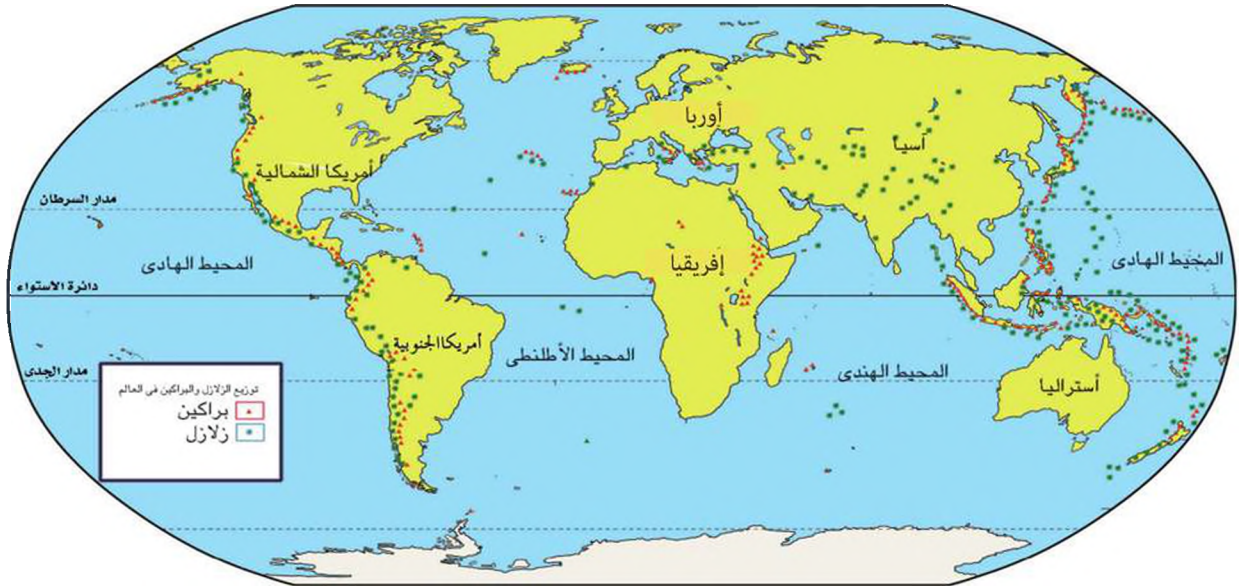 أوربا
آسيا
أمريكا الشمالية
مدار السرطان
المحيط الهادى
إفريقيا
المحيط الهادى
دائرة الأستواء
أمريكا الجنوبية
المحيط الأطلنطى
المحيط الهندى
مدار الجدى
أستراليا
توزيع الزلازل والبراكين فى العالم
براكين
زلازل